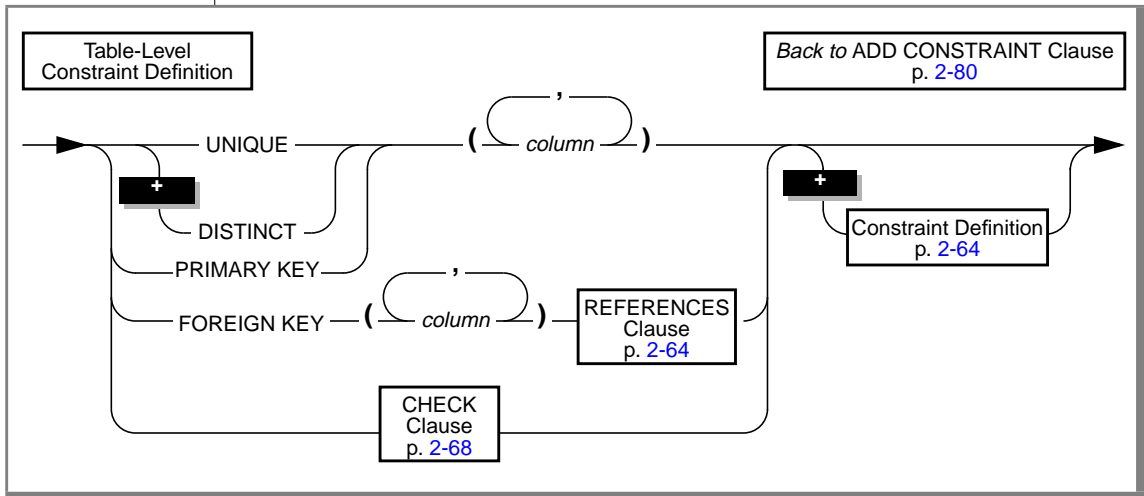 Table-Level
Constraint Definition
Back to ADD CONSTRAINT Clause
p. 2-80
UNIQUE
( column , )
+
DISTINCT
PRIMARY KEY
FOREIGN KEY ( column , )
REFERENCES
Clause
p. 2-64
CHECK
Clause
p. 2-68
+
Constraint Definition
p. 2-64